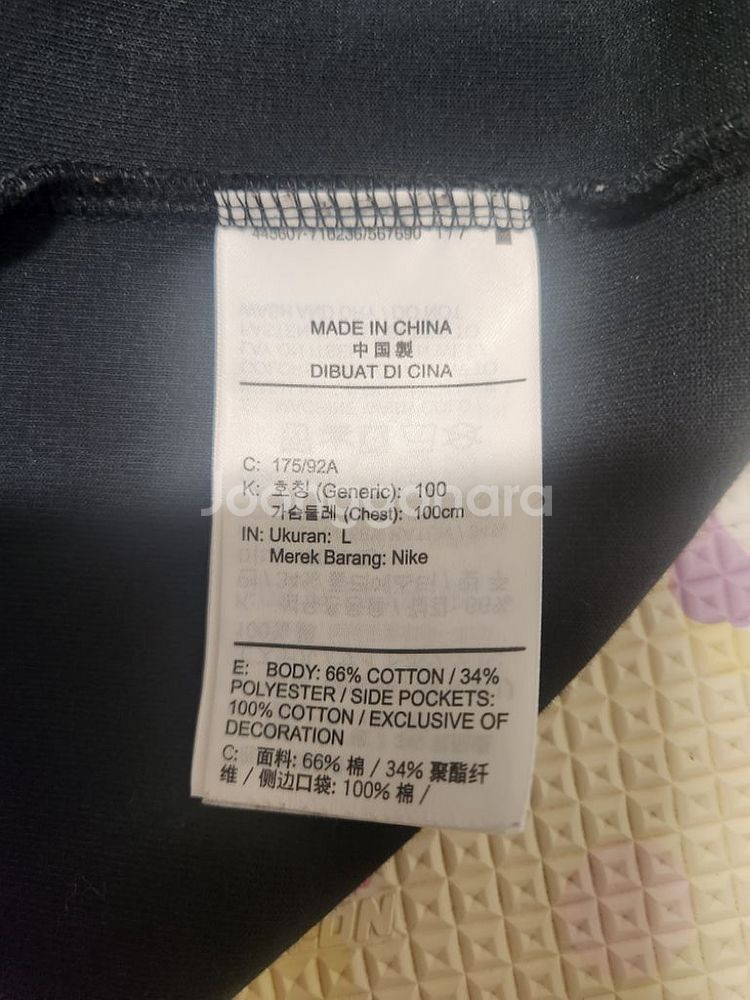 MADE IN CHINA
中国製
DIBUAT DI CINA
C: 175/92A
K: 호칭 (Generic): 100
가슴둘레 (Chest): 100cm
Joonggonara
IN: Ukuran: L
Merek Barang: Nike
E: BODY: 66% COTTON / 34%
POLYESTER / SIDE POCKETS:
100% COTTON / EXCLUSIVE OF
DECORATION
C: 面料: 66% 棉 / 34% 聚酯纤
维 / 侧边口袋: 100% 棉 /